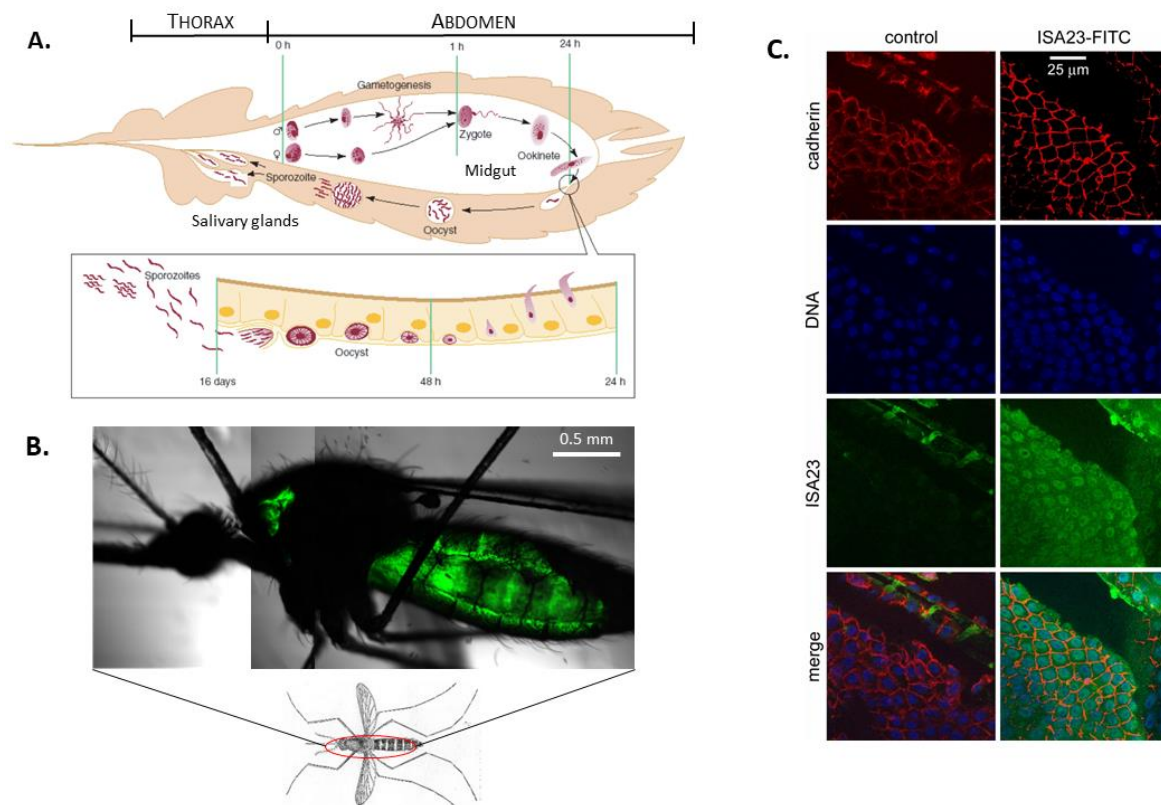 A.
THORAX
ABDOMEN
0 h
1 h
24 h
Gametogenesis
♂
♀
Zygote
Ookinete
Midgut
Sporozoite
Salivary glands
Oocyst
Sporozoites
Oocyst
16 days
48 h
24 h
B.
0.5 mm
C.
control
ISA23-FITC
25 µm
cadherin
DNA
ISA23
merge